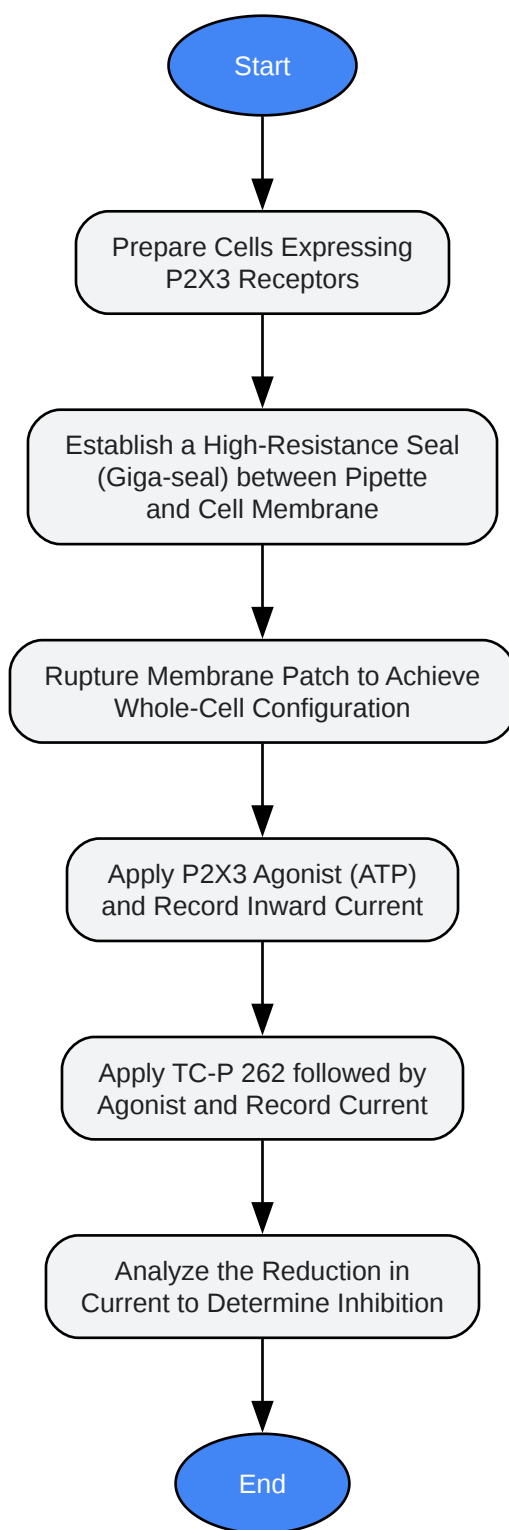 Start
Prepare Cells Expressing
P2X3 Receptors
Establish a High-Resistance Seal
(Giga-seal) between Pipette
and Cell Membrane
Rupture Membrane Patch to Achieve
Whole-Cell Configuration
Apply P2X3 Agonist (ATP)
and Record Inward Current
Apply TC-P 262 followed by
Agonist and Record Current
Analyze the Reduction in
Current to Determine Inhibition
End